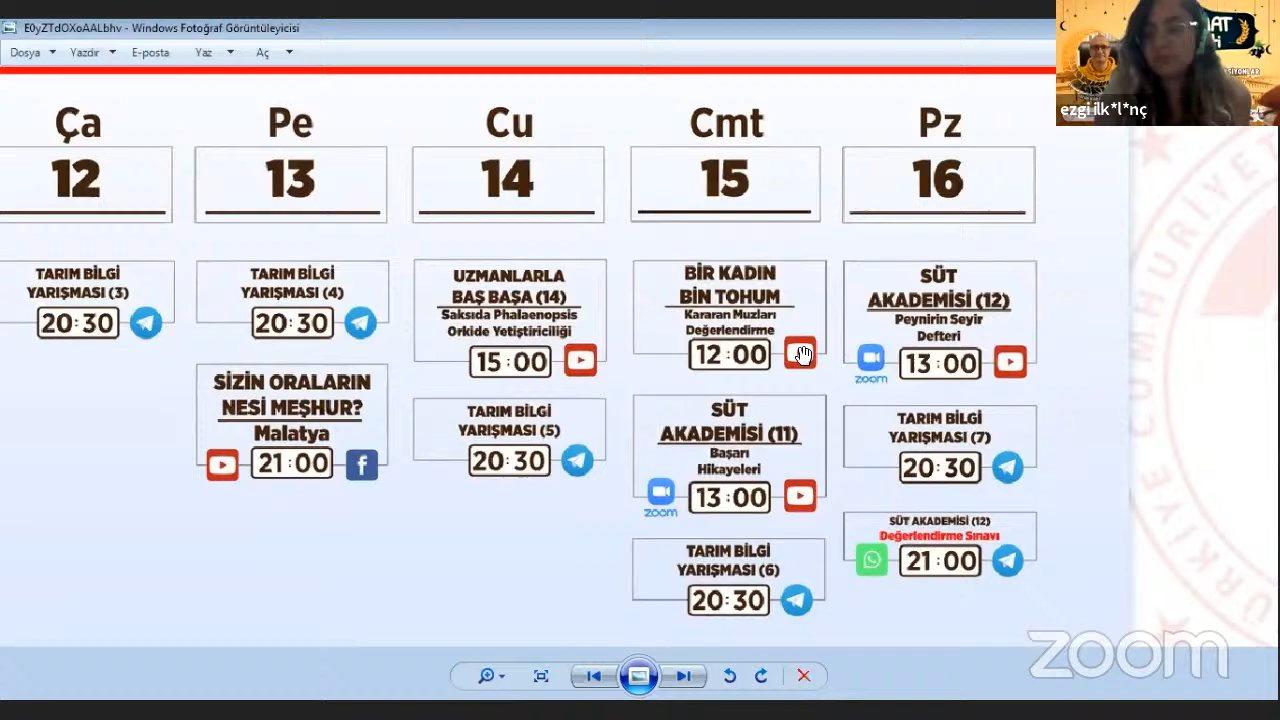 E0yZTdOXoAALbhv - Windows Fotoğraf Görüntüleyicisi
Dosya Yazdır E-posta Yaz Aç
ezgi ilk*l*nç
Ça
12
TARIM BİLGİ
YARIŞMASI (3)
20:30
Pe
13
TARIM BİLGİ
YARIŞMASI (4)
20:30
SİZİN ORALARIN
NESİ MEŞHUR?
Malatya
21:00
Cu
14
UZMANLARLA
BAŞ BAŞA (14)
Saksıda Phalaenopsis
Orkide Yetiştiriciliği
15:00
TARIM BİLGİ
YARIŞMASI (5)
20:30
Cmt
15
BİR KADIN
BİN TOHUM
Kararan Muzları
Değerlendirme
12:00
SÜT
AKADEMİSİ (11)
Başarı
Hikayeleri
zoom
13:00
TARIM BİLGİ
YARIŞMASI (6)
20:30
Pz
16
SÜT
AKADEMİSİ (12)
Peynirin Seyir
Defteri
zoom
13:00
TARIM BİLGİ
YARIŞMASI (7)
20:30
SÜT AKADEMİSİ (12)
Değerlendirme Sınavı
21:00
zoom